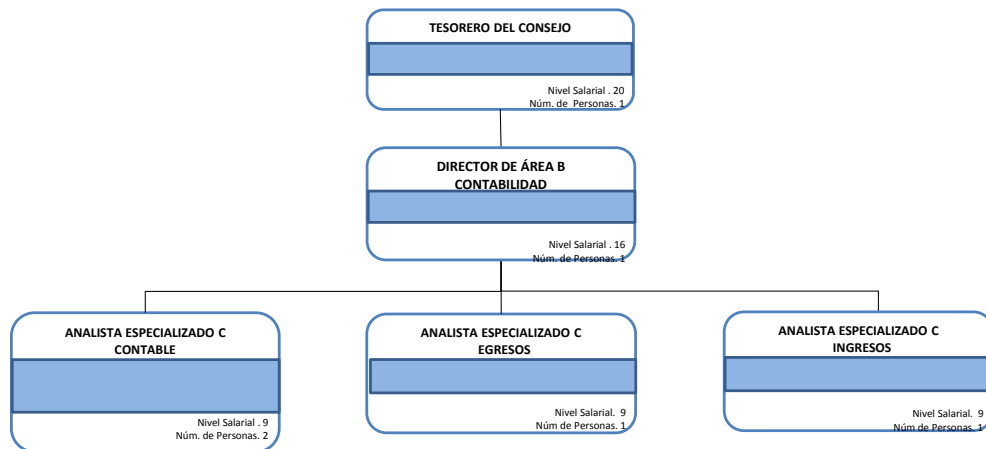 TESORERO DEL CONSEJO
Nivel Salarial . 20
Núm. de Personas. 1
DIRECTOR DE ÁREA B
CONTABILIDAD
Nivel Salarial . 16
Núm. de Personas. 1
ANALISTA ESPECIALIZADO C
CONTABLE
Nivel Salarial . 9
Núm. de Personas. 2
ANALISTA ESPECIALIZADO C
EGRESOS
Nivel Salarial. 9
Núm de Personas. 1
ANALISTA ESPECIALIZADO C
INGRESOS
Nivel Salarial. 9
Núm de Personas. 1